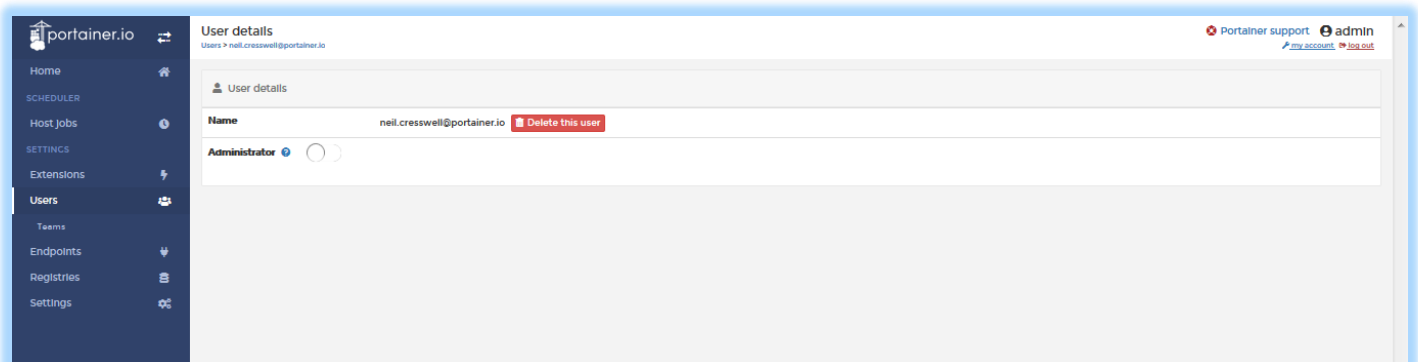 portainer.io
Home
SCHEDULER
Host Jobs
SETTINGS
Extensions
Users
Teams
Endpoints
Registries
Settings
User details
Users > neil.cresswell@portainer.io
Portainer support admin
my account log out
User details
Name neil.cresswell@portainer.io Delete this user
Administrator